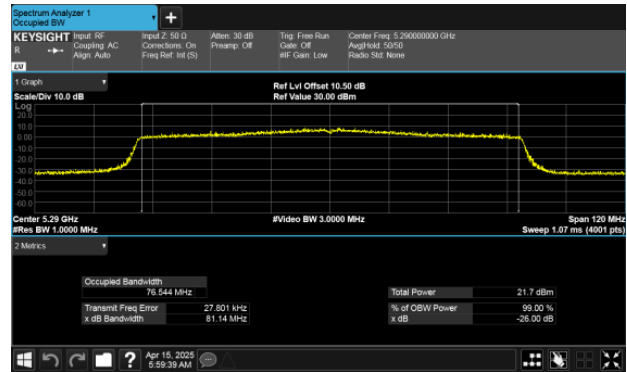 Spectrum Analyzer 1
Occupied BW
+
KEYSIGHT Input: RF Input Z: 50 Ω Atten: 30 dB Trig: Free Run Center Freq: 5.290000000 GHz
R Coupling: AC Corrections: On Preamp: Off Gate: Off Avg|Hold: 50/50
Align: Auto Freq Ref: Int (S) #IF Gain: Low Radio Std: None
LXI
1 Graph Ref Lvl Offset 10.50 dB
Scale/Div 10.0 dB Ref Value 30.00 dBm
Log
20.0
10.0
0.00
-10.0
-20.0
-30.0
-40.0
-50.0
-60.0
Center 5.29 GHz #Video BW 3.0000 MHz Span 120 MHz
#Res BW 1.0000 MHz Sweep 1.07 ms (4001 pts)
2 Metrics
Occupied Bandwidth
76.544 MHz Total Power 21.7 dBm
Transmit Freq Error 27.801 kHz % of OBW Power 99.00 %
x dB Bandwidth 81.14 MHz x dB -26.00 dB
? Apr 15, 2025
5:59:39 AM